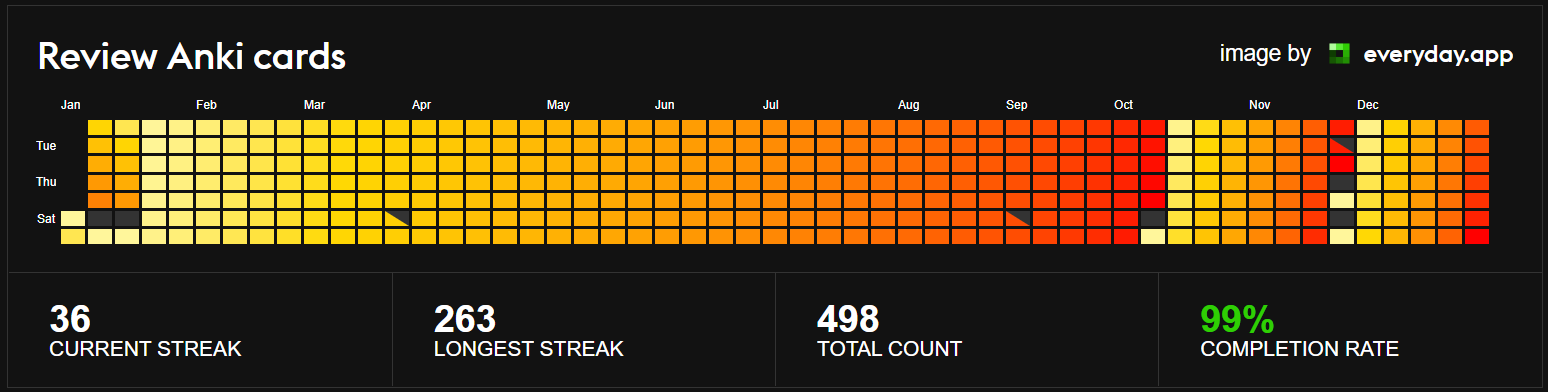 Review Anki cards
image by everyday.app
Jan Feb Mar Apr May Jun Jul Aug Sep Oct Nov Dec
Tue
Thu
Sat
36
CURRENT STREAK
263
LONGEST STREAK
498
TOTAL COUNT
99%
COMPLETION RATE